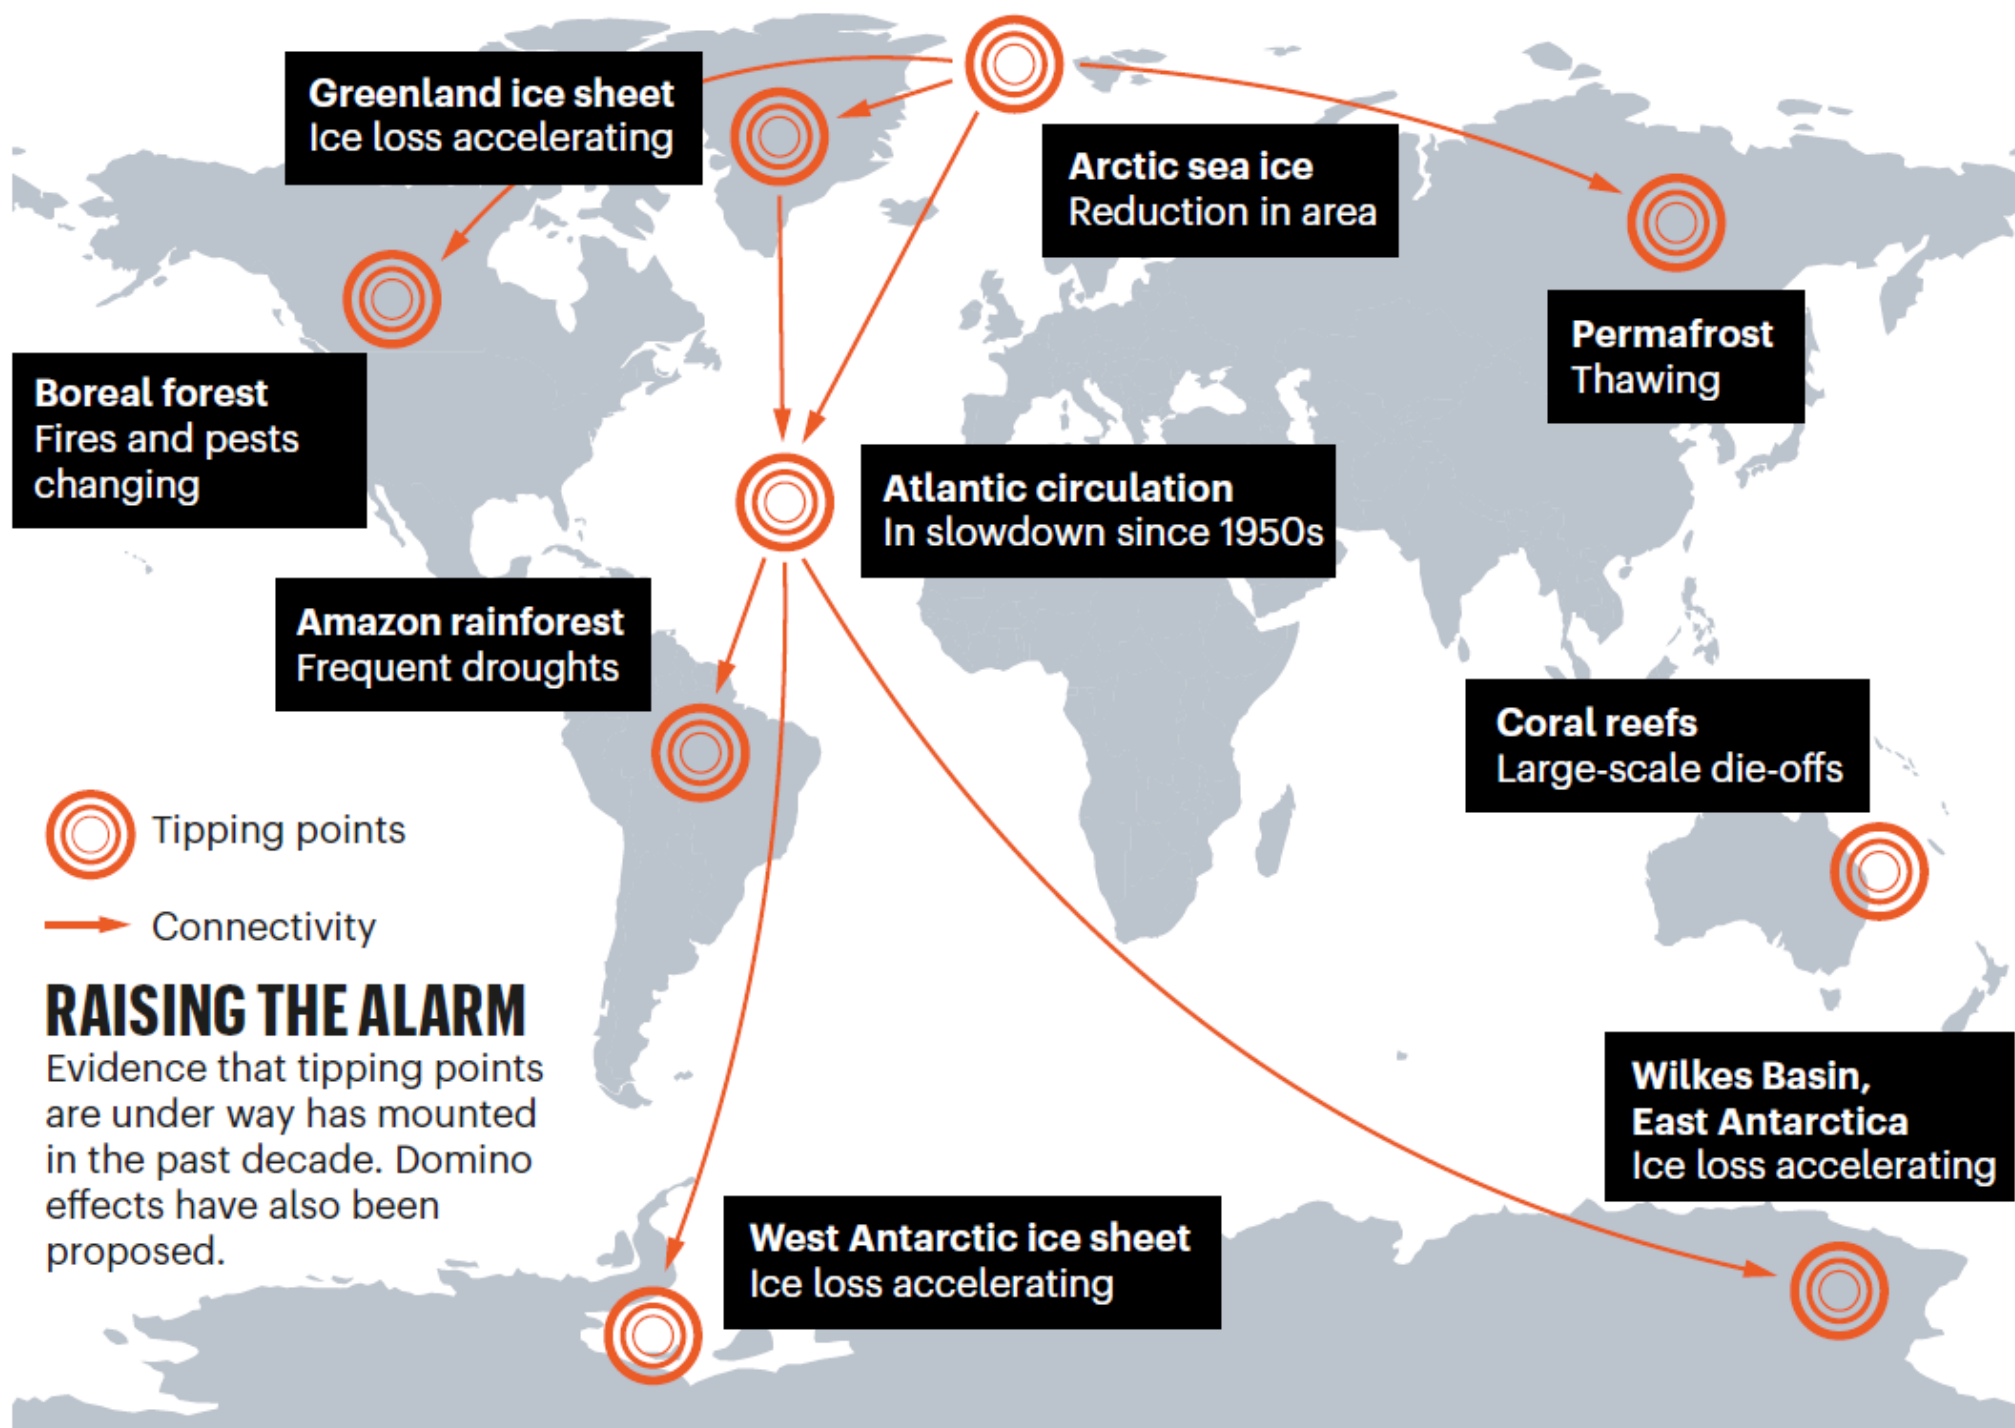 Greenland ice sheet
Ice loss accelerating
Arctic sea ice
Reduction in area
Permafrost
Thawing
Boreal forest
Fires and pests
changing
Atlantic circulation
In slowdown since 1950s
Amazon rainforest
Frequent droughts
Coral reefs
Large-scale die-offs
Tipping points
Connectivity
RAISING THE ALARM
Evidence that tipping points
are under way has mounted
in the past decade. Domino
effects have also been
proposed.
Wilkes Basin,
East Antarctica
Ice loss accelerating
West Antarctic ice sheet
Ice loss accelerating